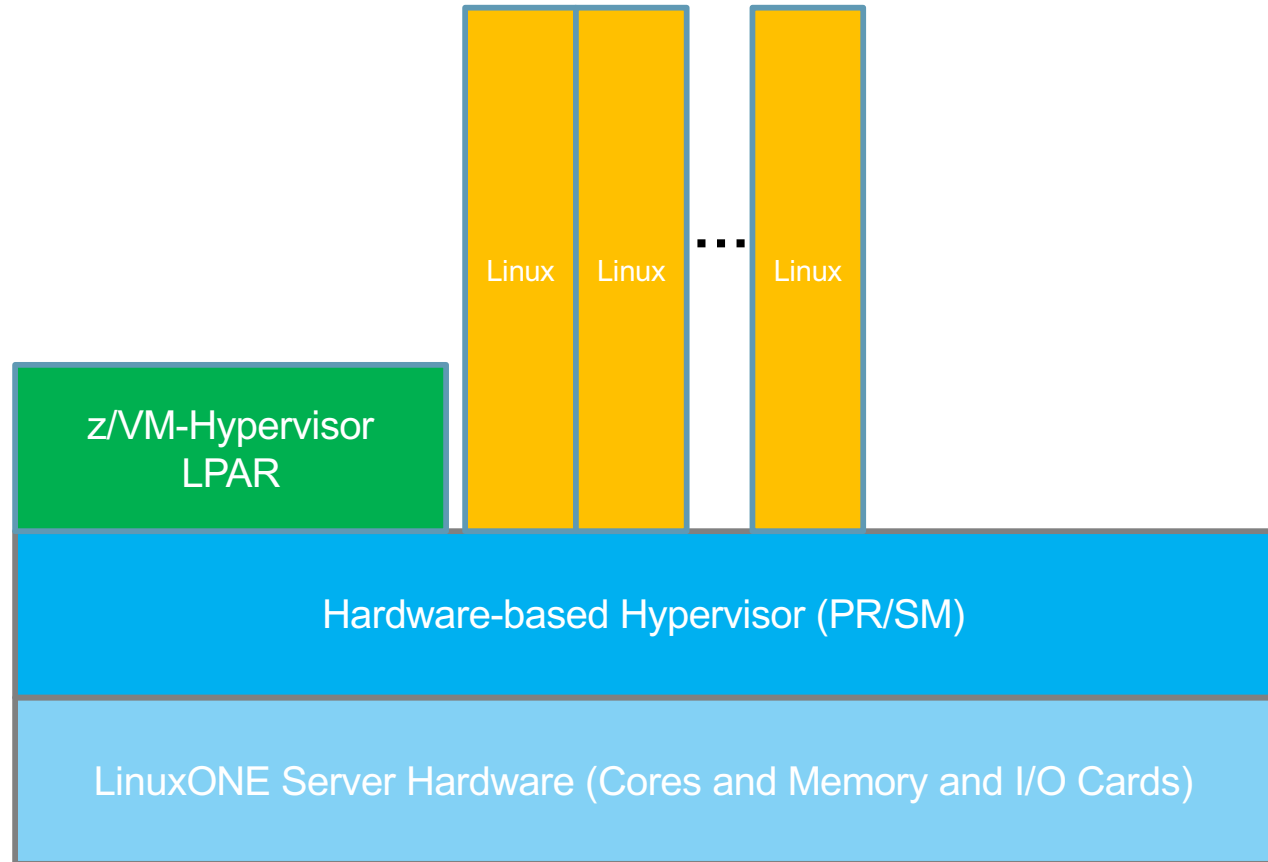 Linux
Linux
...
Linux
z/VM-Hypervisor
LPAR
Hardware-based Hypervisor (PR/SM)
LinuxONE Server Hardware (Cores and Memory and I/O Cards)